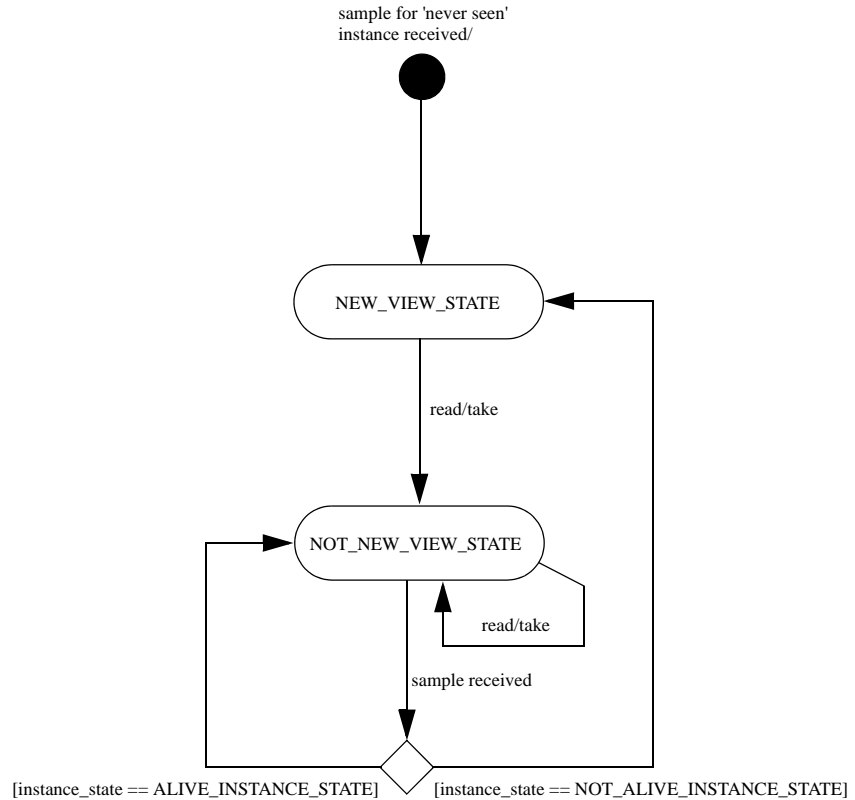 sample for 'never seen'
instance received/
NEW_VIEW_STATE
read/take
NOT_NEW_VIEW_STATE
read/take
sample received
[instance_state == ALIVE_INSTANCE_STATE]
[instance_state == NOT_ALIVE_INSTANCE_STATE]